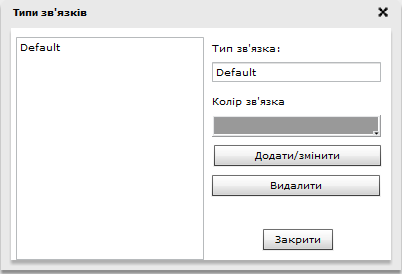 Типи зв'язків
Default
Тип зв'язка:
Default
Колір зв'язка
Додати/змінити
Видалити
Закрити